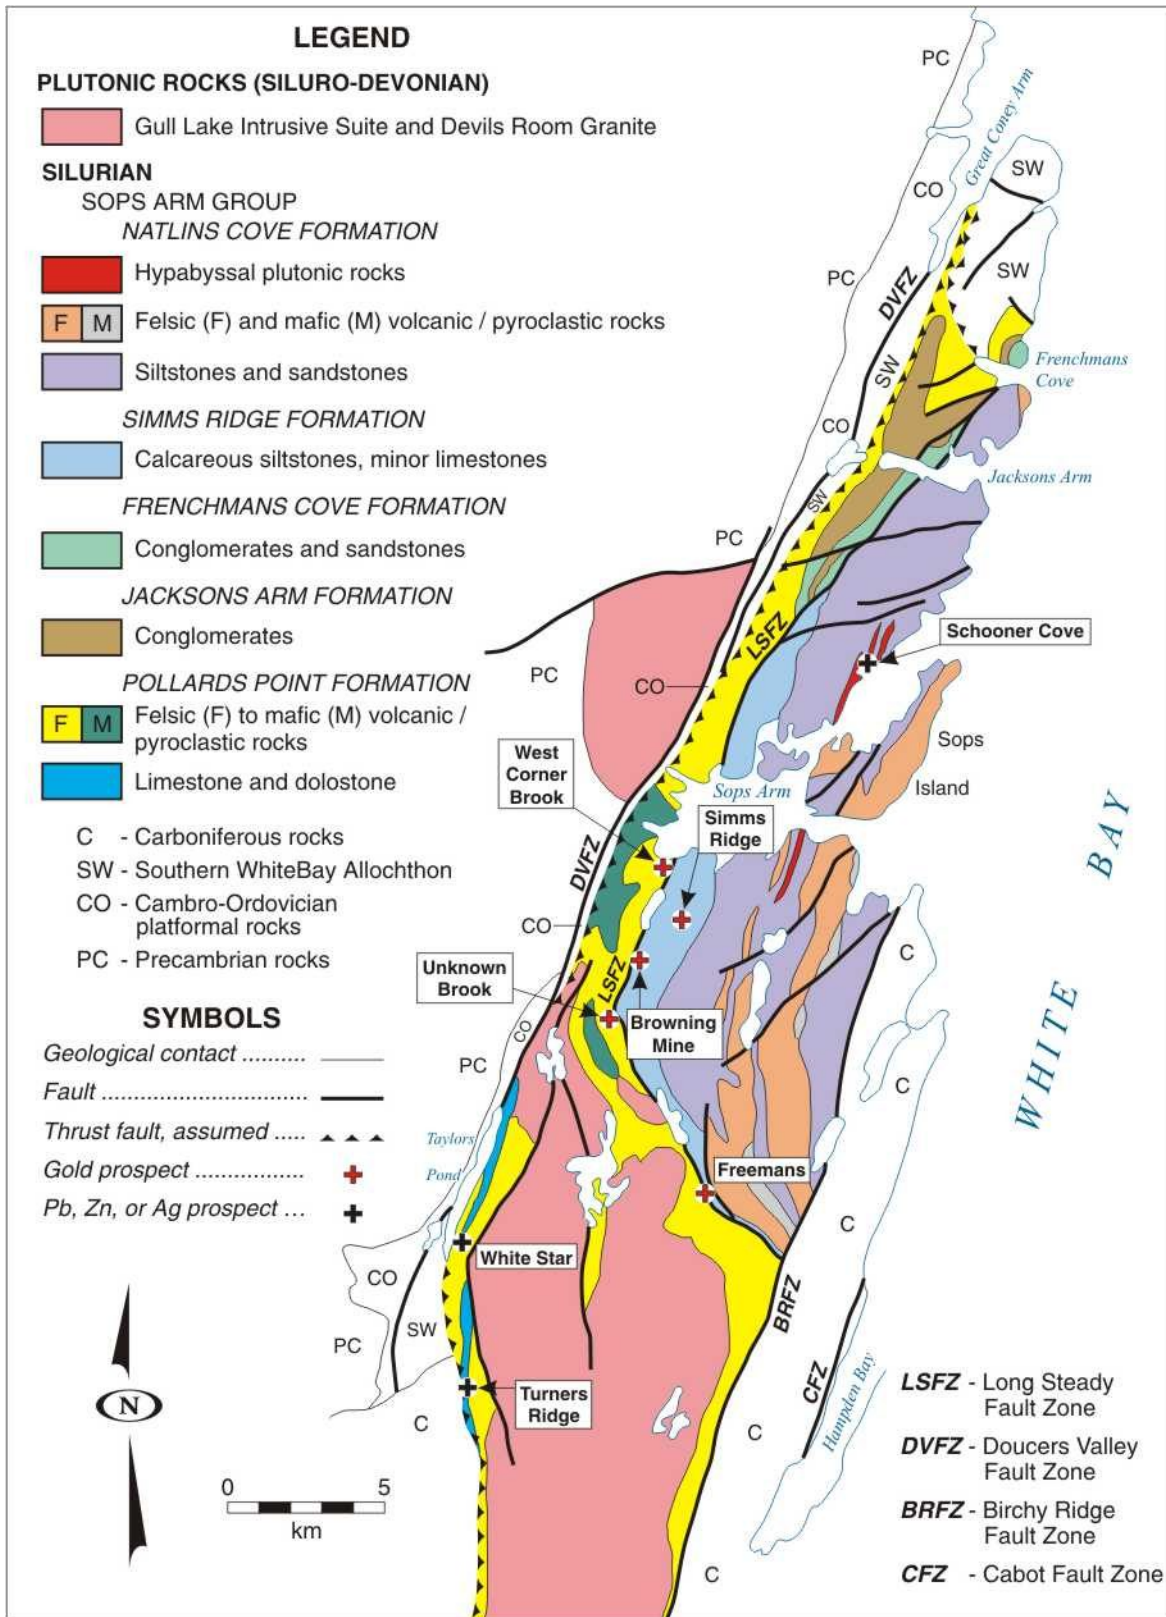 LEGEND
PLUTONIC ROCKS (SILURO-DEVONIAN)
Gull Lake Intrusive Suite and Devils Room Granite
SILURIAN
SOPS ARM GROUP
NATLINS COVE FORMATION
Hypabyssal plutonic rocks
F M Felsic (F) and mafic (M) volcanic / pyroclastic rocks
Siltstones and sandstones
SIMMS RIDGE FORMATION
Calcareous siltstones, minor limestones
FRENCHMANS COVE FORMATION
Conglomerates and sandstones
JACKSONS ARM FORMATION
Conglomerates
POLLARDS POINT FORMATION
F M Felsic (F) to mafic (M) volcanic /
pyroclastic rocks
Limestone and dolostone
C - Carboniferous rocks
SW - Southern WhiteBay Allochthon
CO - Cambro-Ordovician
platformal rocks
PC - Precambrian rocks
SYMBOLS
Geological contact ..........
Fault ................................
Thrust fault, assumed .....
Gold prospect ..................
Pb, Zn, or Ag prospect ...
N
0 5
km
PC
Great Coney Arm
SW
CO
PC
SW
DVFZ
SW
Frenchmans
Cove
CO
Jacksons Arm
SW
PC
Schooner Cove
LSFZ
PC
CO
West
Corner
Brook
Sops
Island
Sops Arm
Simms
Ridge
DVFZ
CO
C
Unknown
Brook
LSFZ
Browning
Mine
CO
PC
C
WHITE BAY
Taylors
Pond
Freemans
C
White Star
CO
SW
PC
BRFZ
CFZ
Hampden Bay
Turners
Ridge
C
C
C
LSFZ - Long Steady
Fault Zone
DVFZ - Doucers Valley
Fault Zone
BRFZ - Birchy Ridge
Fault Zone
CFZ - Cabot Fault Zone